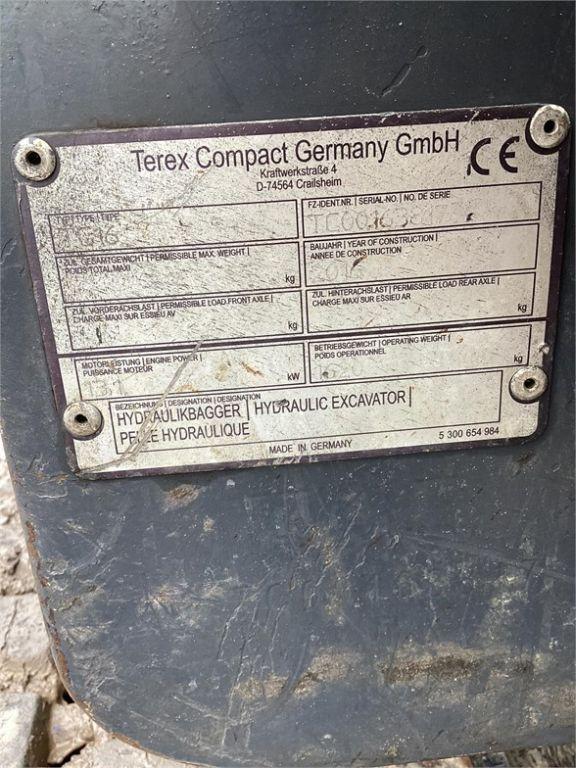 Terex Compact Germany GmbH
Kraftwerkstraße 4
D-74564 Crailsheim
CE
TYP | TYPE | TYPE
FZ-IDENT.NR. | SERIAL-NO. | NO. DE SERIE
ZUL. GESAMTGEWICHT | PERMISSIBLE MAX. WEIGHT |
POIDS TOTAL MAXI
kg
BAUJAHR | YEAR OF CONSTRUCTION |
ANNEE DE CONSTRUCTION
ZUL. VORDERACHSLAST | PERMISSIBLE LOAD FRONT AXLE |
CHARGE MAXI SUR ESSIEU AV
kg
ZUL. HINTERACHSLAST | PERMISSIBLE LOAD REAR AXLE |
CHARGE MAXI SUR ESSIEU AR
kg
MOTORLEISTUNG | ENGINE POWER |
PUISSANCE MOTEUR
kW
BETRIEBSGEWICHT | OPERATING WEIGHT |
POIDS OPERATIONNEL
kg
BEZEICHNUNG | DESIGNATION | DESIGNATION
HYDRAULIKBAGGER | HYDRAULIC EXCAVATOR |
PELLE HYDRAULIQUE
MADE IN GERMANY
5 300 654 984